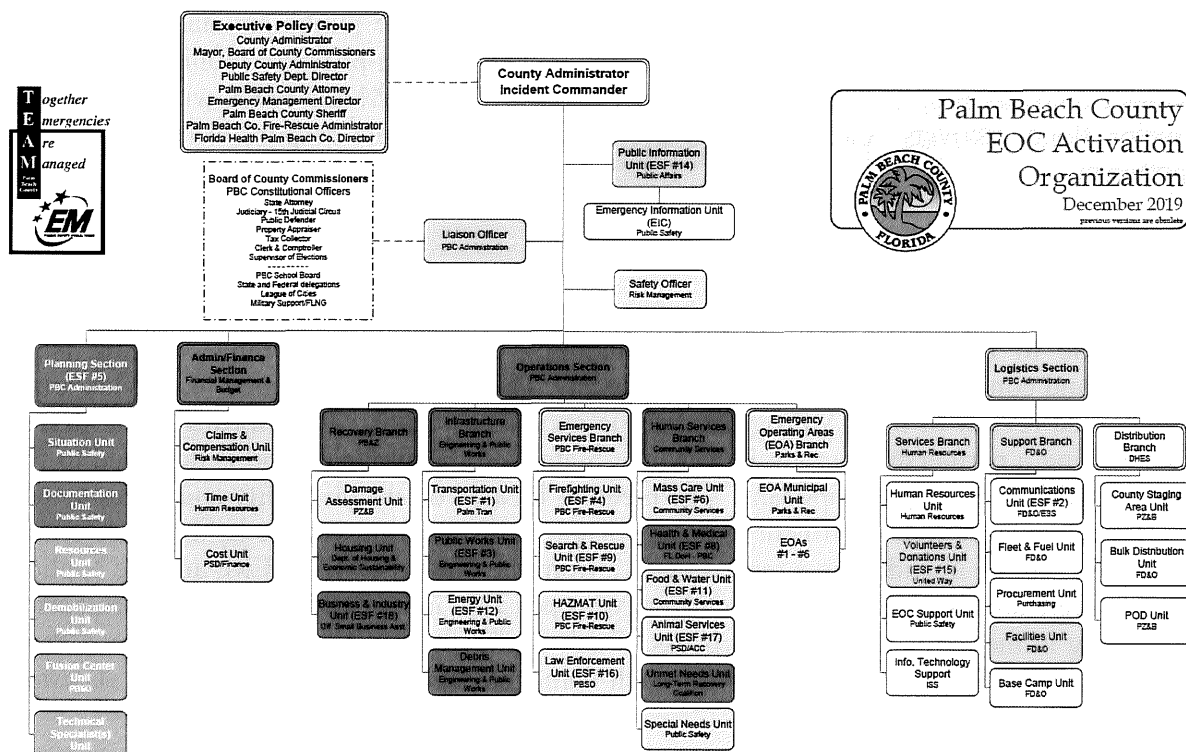 Executive Policy Group
County Administrator
Mayor, Board of County Commissioners
Deputy County Administrator
Public Safety Dept. Director
Palm Beach County Attorney
Emergency Management Director
Palm Beach County Sheriff
Palm Beach Co. Fire-Rescue Administrator
Florida Health Palm Beach Co. Director
County Administrator
Incident Commander
Together
Emergencies
Are
Managed
Palm
Beach
County
EM
Palm Beach County
EOC Activation
Organization
December 2019
previous versions are obsolete
PALM BEACH COUNTY
FLORIDA
Public Information
Unit (ESF #14)
Public Affairs
Emergency Information Unit
(EIC)
Public Safety
Board of County Commissioners
PBC Constitutional Officers
State Attorney
Judiciary - 15th Judicial Circuit
Public Defender
Property Appraiser
Tax Collector
Clerk & Comptroller
Supervisor of Elections
PBC School Board
State and Federal delegations
League of Cities
Military Support/FLNG
Liaison Officer
PBC Administration
Safety Officer
Risk Management
Planning Section
(ESF #5)
PBC Administration
Situation Unit
Public Safety
Documentation
Unit
Public Safety
Resources
Unit
Public Safety
Demobilization
Unit
Public Safety
Fusion Center
Unit
PBSO
Technical
Specialist(s)
Unit
Admin/Finance
Section
Financial Management &
Budget
Claims &
Compensation Unit
Risk Management
Time Unit
Human Resources
Cost Unit
PSD/Finance
Operations Section
PBC Administration
Recovery Branch
Damage
Assessment Unit
PZ&B
Housing Unit
Dept. of Housing &
Economic Sustainability
Business & Industry
Unit (ESF #18)
Off. Small Business Asst.
Infrastructure
Branch
Engineering & Public
Works
Transportation Unit
(ESF #1)
Palm Tran
Public Works Unit
(ESF #3)
Engineering & Public
Works
Energy Unit
(ESF #12)
Engineering & Public
Works
Debris
Management Unit
Engineering & Public
Works
Emergency
Services Branch
PBC Fire-Rescue
Firefighting Unit
(ESF #4)
PBC Fire-Rescue
Search & Rescue
Unit (ESF #9)
PBC Fire-Rescue
HAZMAT Unit
(ESF #10)
PBC Fire-Rescue
Law Enforcement
Unit (ESF #16)
PBSO
Human Services
Branch
Community Services
Mass Care Unit
(ESF #6)
Community Services
Health & Medical
Unit (ESF #8)
FL DOH - PBC
Food & Water Unit
(ESF #11)
Community Services
Animal Services
Unit (ESF #17)
PSD/ACC
Unmet Needs Unit
Long-Term Recovery
Coalition
Special Needs Unit
Public Safety
Emergency
Operating Areas
(EOA) Branch
Parks & Rec
EOA Municipal
Unit
Parks & Rec
EOAs
#1 - #6
Logistics Section
PBC Administration
Services Branch
Human Resources
Human Resources
Unit
Human Resources
Volunteers &
Donations Unit
(ESF #15)
United Way
EOC Support Unit
Public Safety
Info. Technology
Support
ISS
Support Branch
FD&O
Communications
Unit (ESF #2)
FD&O/ESS
Fleet & Fuel Unit
FD&O
Procurement Unit
Purchasing
Facilities Unit
FD&O
Base Camp Unit
FD&O
Distribution
Branch
DHES
County Staging
Area Unit
PZ&B
Bulk Distribution
Unit
FD&O
POD Unit
PZ&B